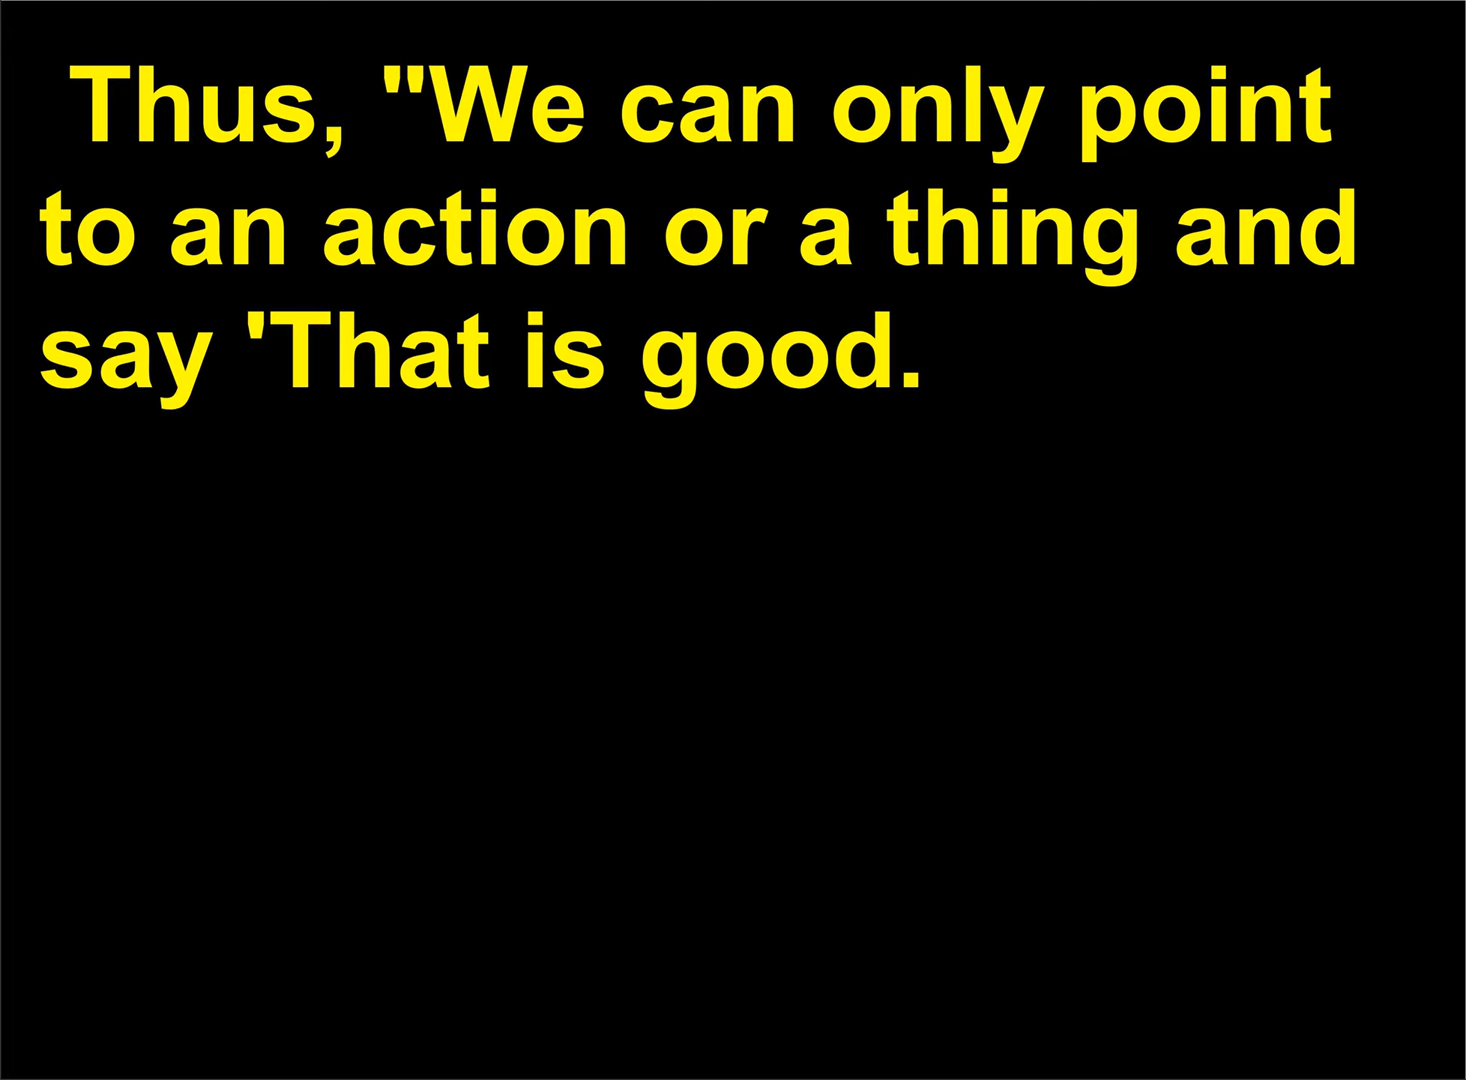 Thus, "We can only point
to an action or a thing and
say 'That is good.